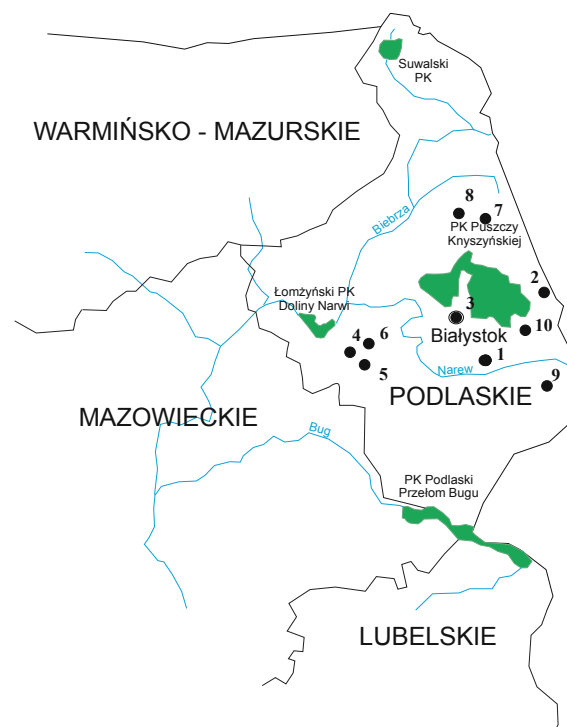 Suwalski
PK
WARMIŃSKO - MAZURSKIE
8
7
Biebrza
PK Puszczy
Knyszyńskiej
2
Łomżyński PK
Doliny Narwi
3
10
Białystok
6
4
5
1
Narew
9
PODLASKIE
MAZOWIECKIE
Bug
PK Podlaski
Przełom Bugu
LUBELSKIE